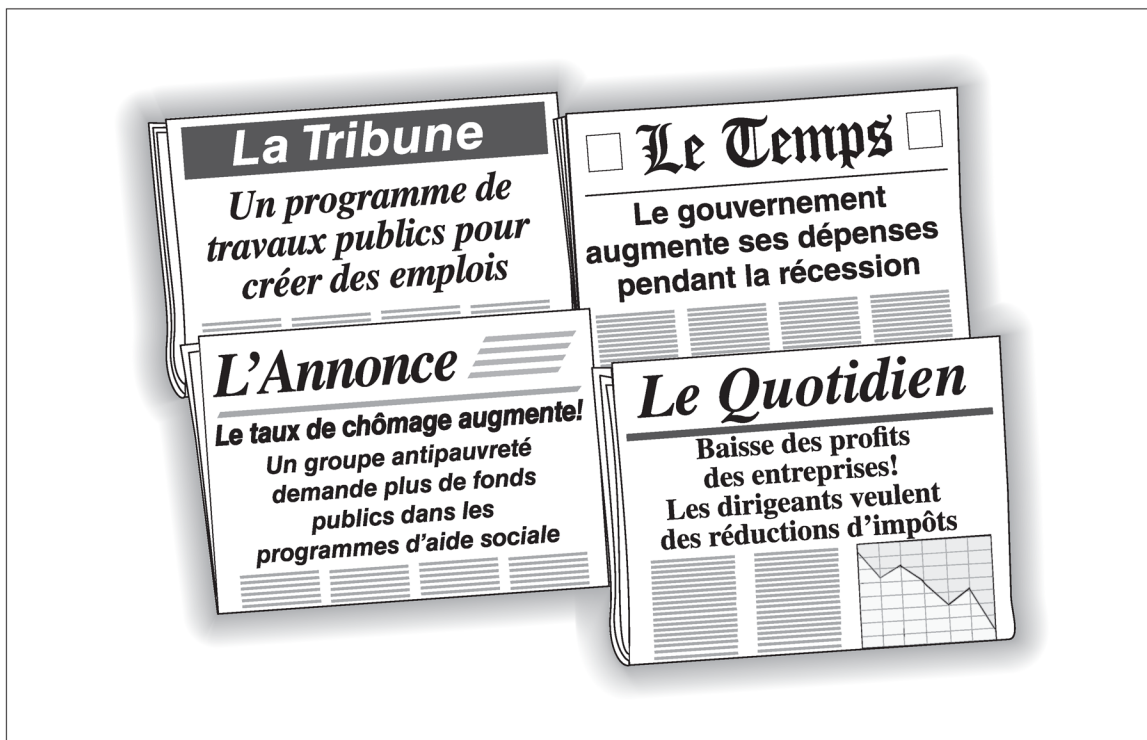 La Tribune
Un programme de
travaux publics pour
créer des emplois
Le Temps
Le gouvernement
augmente ses dépenses
pendant la récession
L'Annonce
Le taux de chômage augmente!
Un groupe antipauvreté
demande plus de fonds
publics dans les
programmes d'aide sociale
Le Quotidien
Baisse des profits
des entreprises!
Les dirigeants veulent
des réductions d'impôts